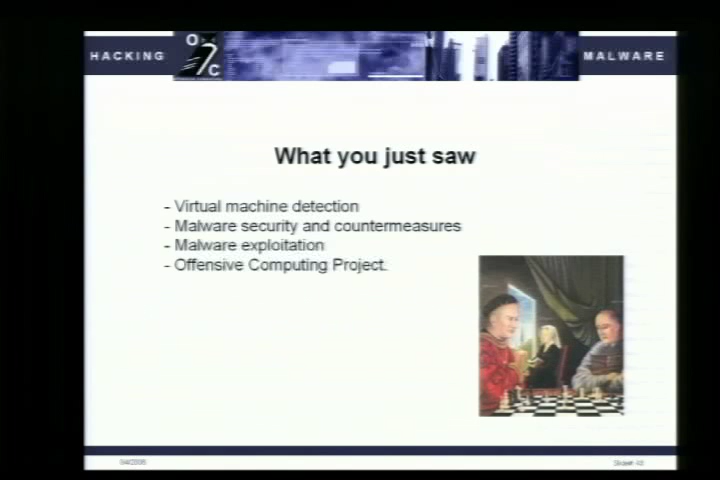 HACKING
O
C
MALWARE
What you just saw
- Virtual machine detection
- Malware security and countermeasures
- Malware exploitation
- Offensive Computing Project.